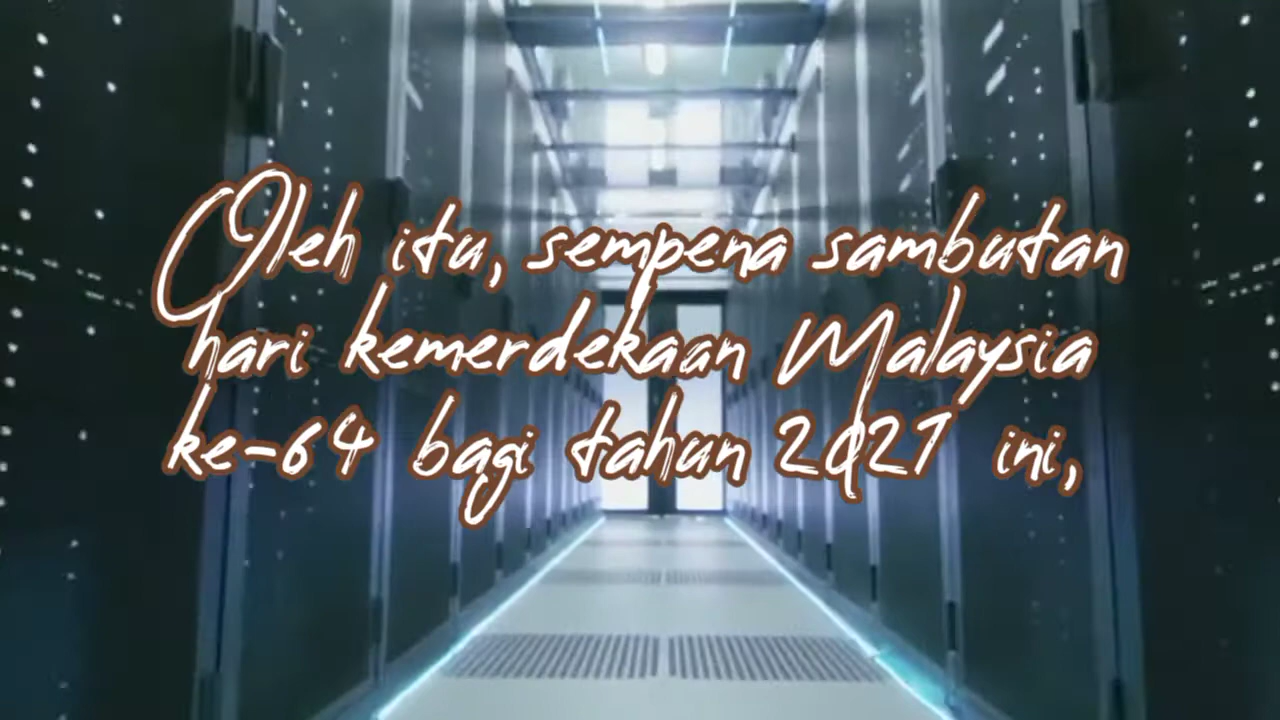 Oleh itu, sempena sambutan
hari kemerdekaan Malaysia
ke-64 bagi tahun 2021 ini,